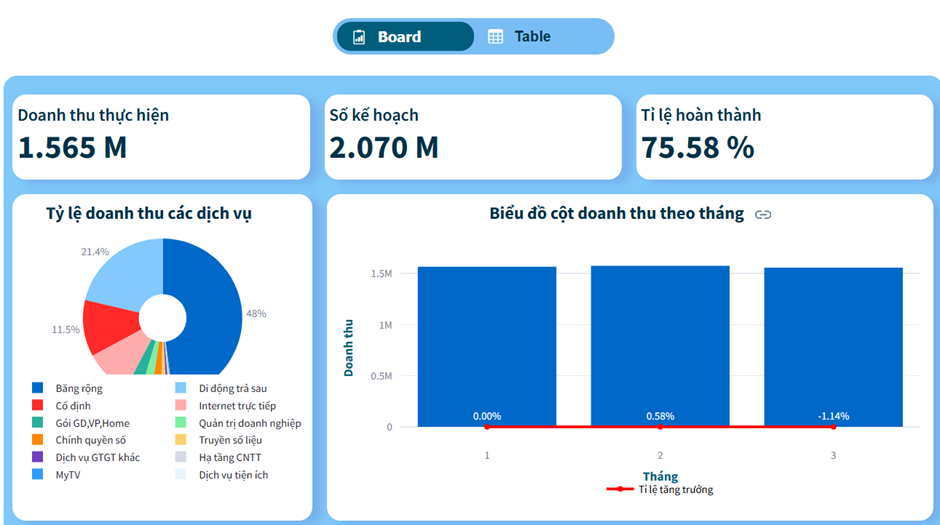 Board
Table
Doanh thu thực hiện
1.565 M
Số kế hoạch
2.070 M
Tỉ lệ hoàn thành
75.58 %
Tỷ lệ doanh thu các dịch vụ
21.4%
48%
11.5%
Băng rộng
Di động trả sau
Cố định
Internet trực tiếp
Gói GD,VP,Home
Quản trị doanh nghiệp
Chính quyền số
Truyền số liệu
Dịch vụ GTGT khác
Hạ tầng CNTT
MyTV
Dịch vụ tiện ích
Biểu đồ cột doanh thu theo tháng
Doanh thu
1.5M
1M
0.5M
0
0.00%
0.58%
-1.14%
1
2
3
Tháng
Tỉ lệ tăng trưởng